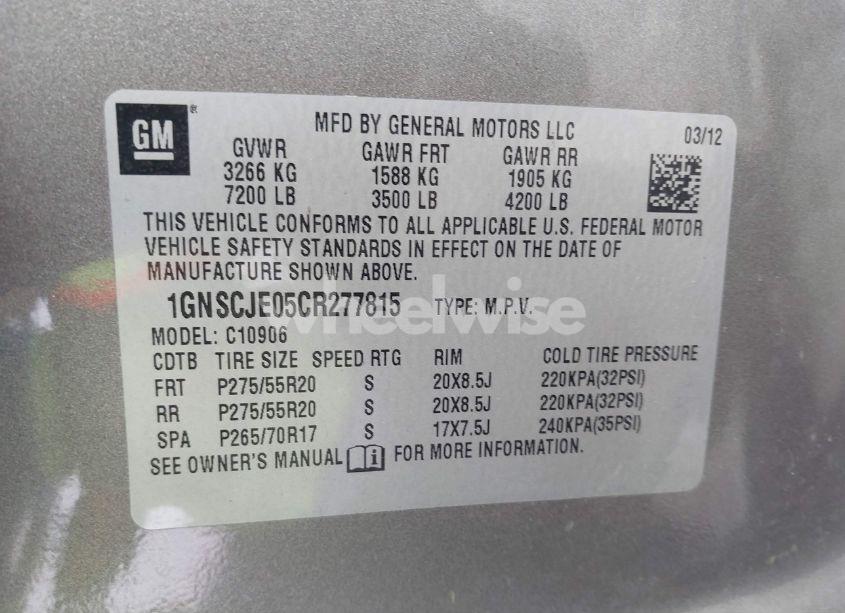 GM
MFD BY GENERAL MOTORS LLC 03/12
GVWR GAWR FRT GAWR RR
3266 KG 1588 KG 1905 KG
7200 LB 3500 LB 4200 LB
THIS VEHICLE CONFORMS TO ALL APPLICABLE U.S. FEDERAL MOTOR
VEHICLE SAFETY STANDARDS IN EFFECT ON THE DATE OF
MANUFACTURE SHOWN ABOVE.
1GNSCJE05CR277815 TYPE: M.P.V.
wheelwise
MODEL: C10906
CDTB TIRE SIZE SPEED RTG RIM COLD TIRE PRESSURE
FRT P275/55R20 S 20X8.5J 220KPA(32PSI)
RR P275/55R20 S 20X8.5J 220KPA(32PSI)
SPA P265/70R17 S 17X7.5J 240KPA(35PSI)
SEE OWNER'S MANUAL i FOR MORE INFORMATION.